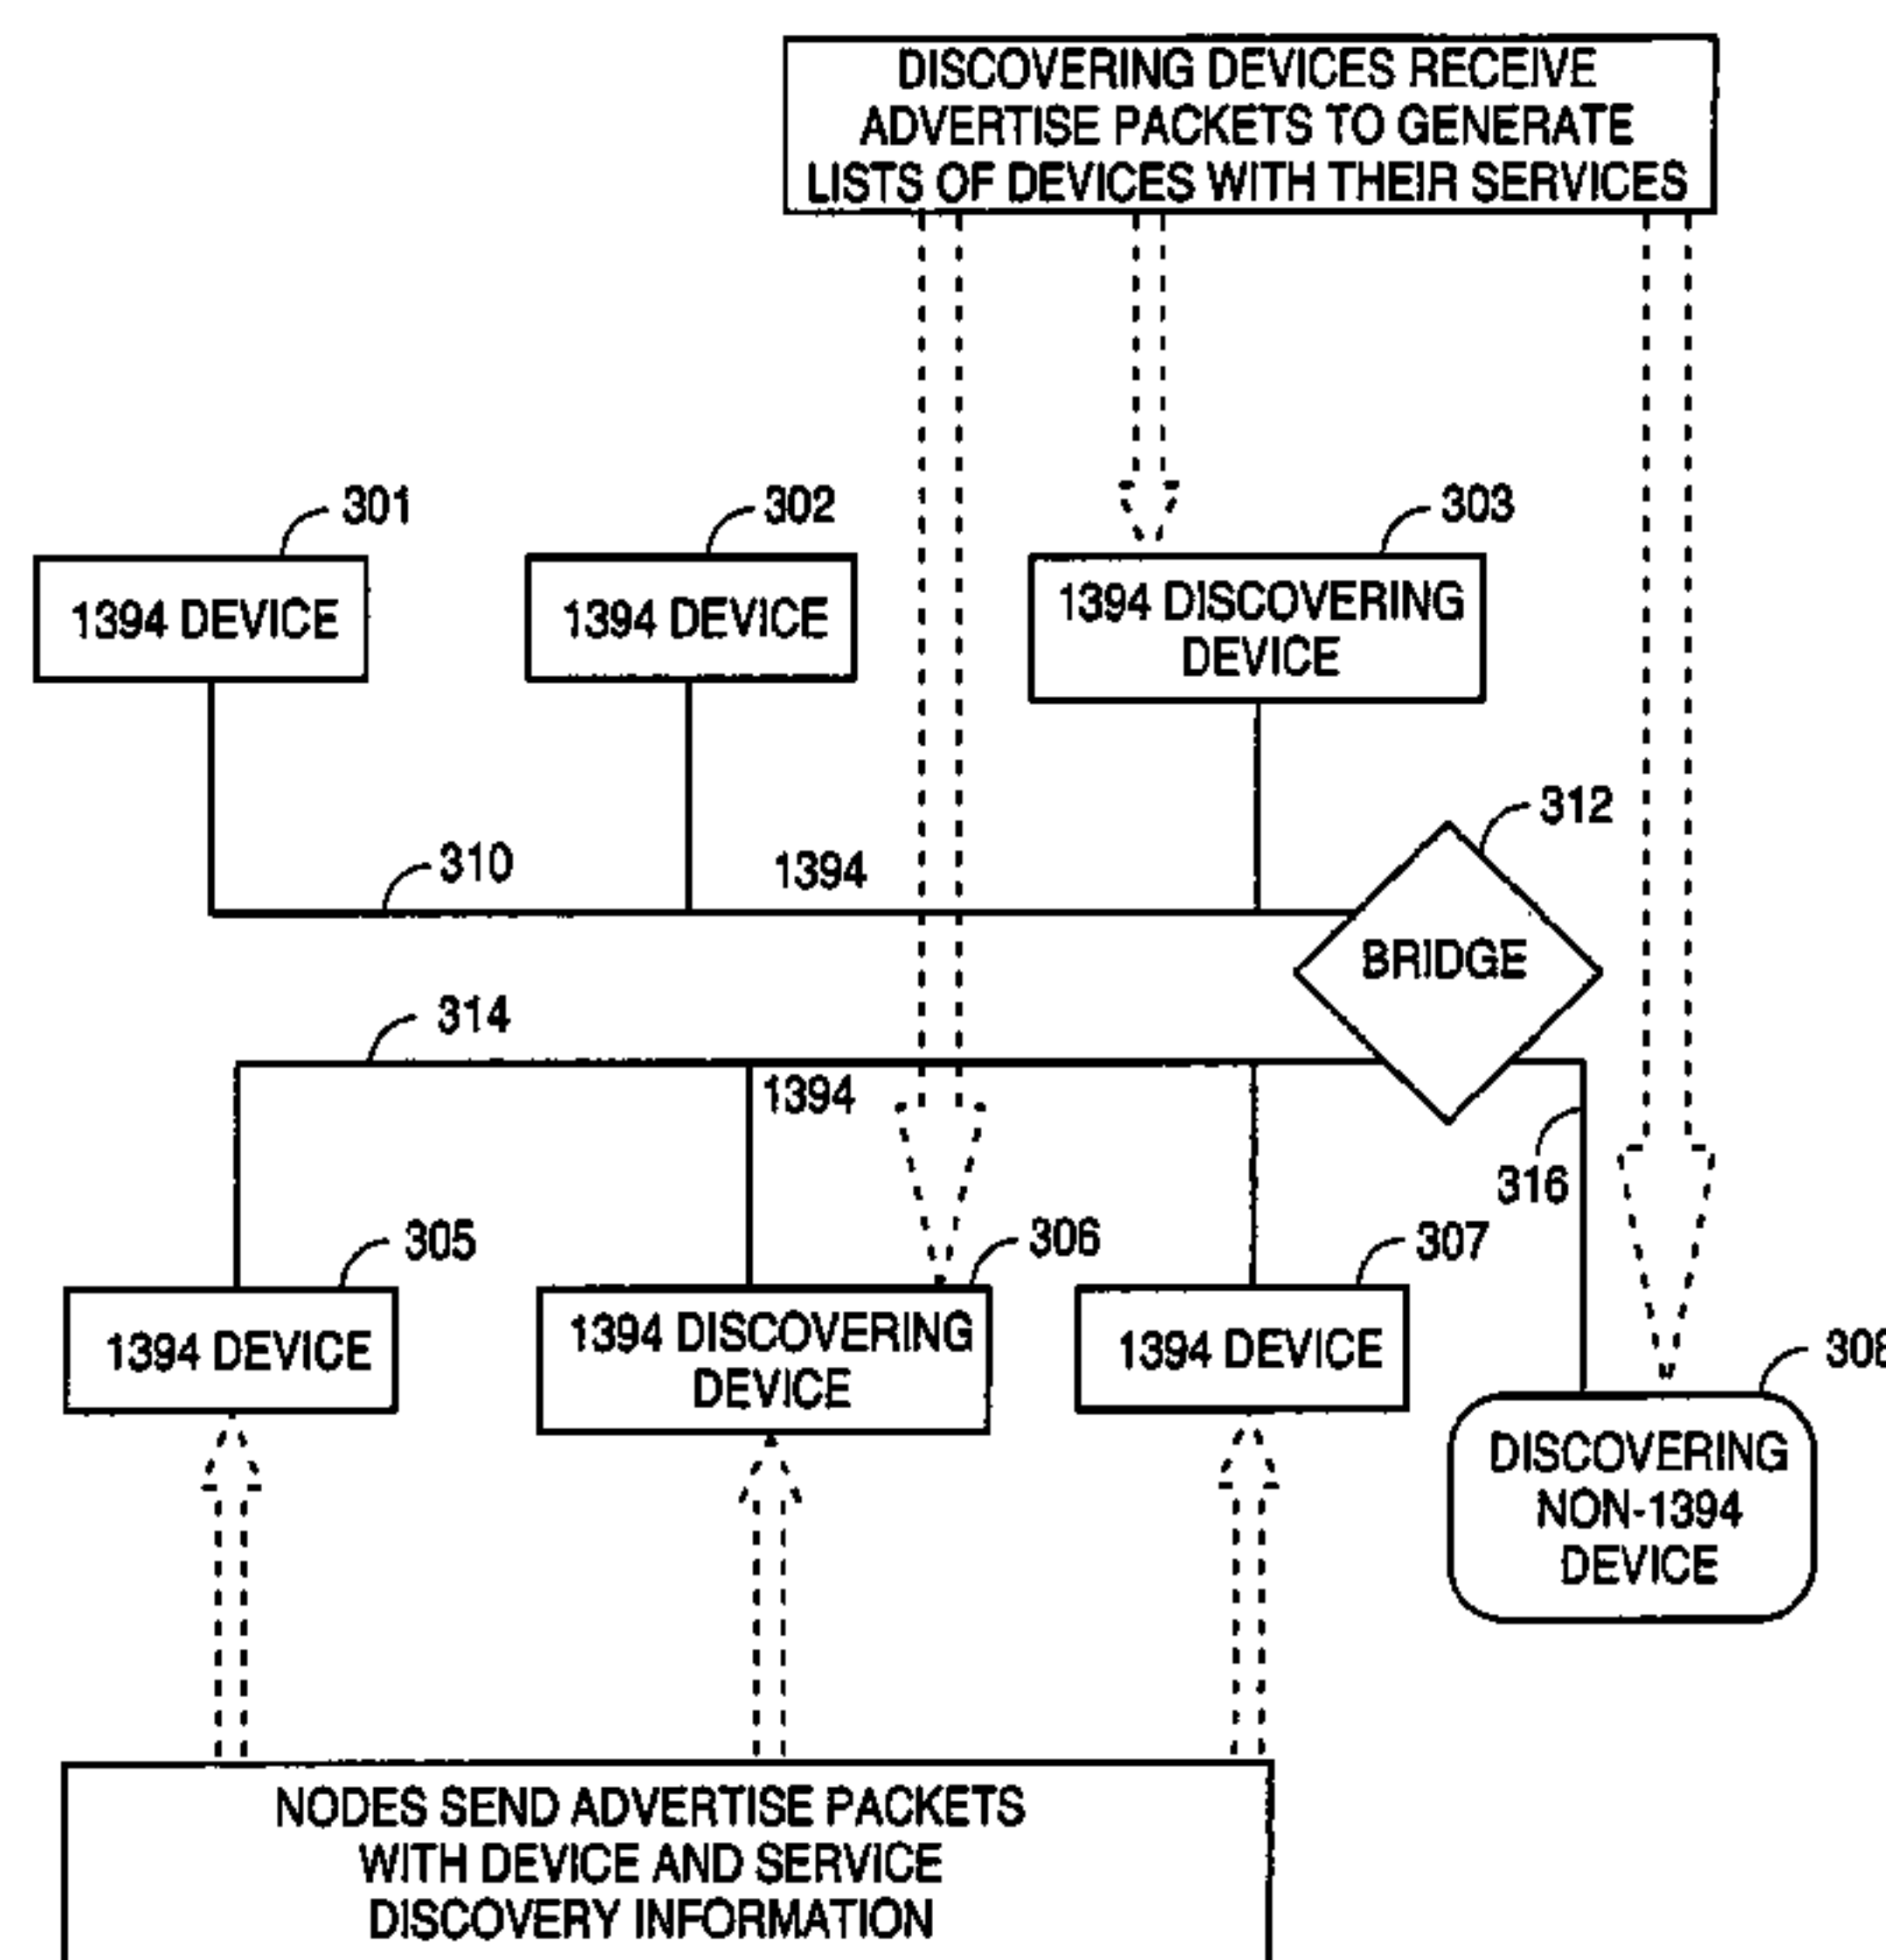 DISCOVERING DEVICES RECEIVE
ADVERTISE PACKETS TO GENERATE
LISTS OF DEVICES WITH THEIR SERVICES
301
302
303
1394 DEVICE
1394 DEVICE
1394 DISCOVERING
DEVICE
312
310
1394
BRIDGE
314
1394
316
305
306
307
308
1394 DEVICE
1394 DISCOVERING
DEVICE
1394 DEVICE
DISCOVERING
NON-1394
DEVICE
NODES SEND ADVERTISE PACKETS
WITH DEVICE AND SERVICE
DISCOVERY INFORMATION